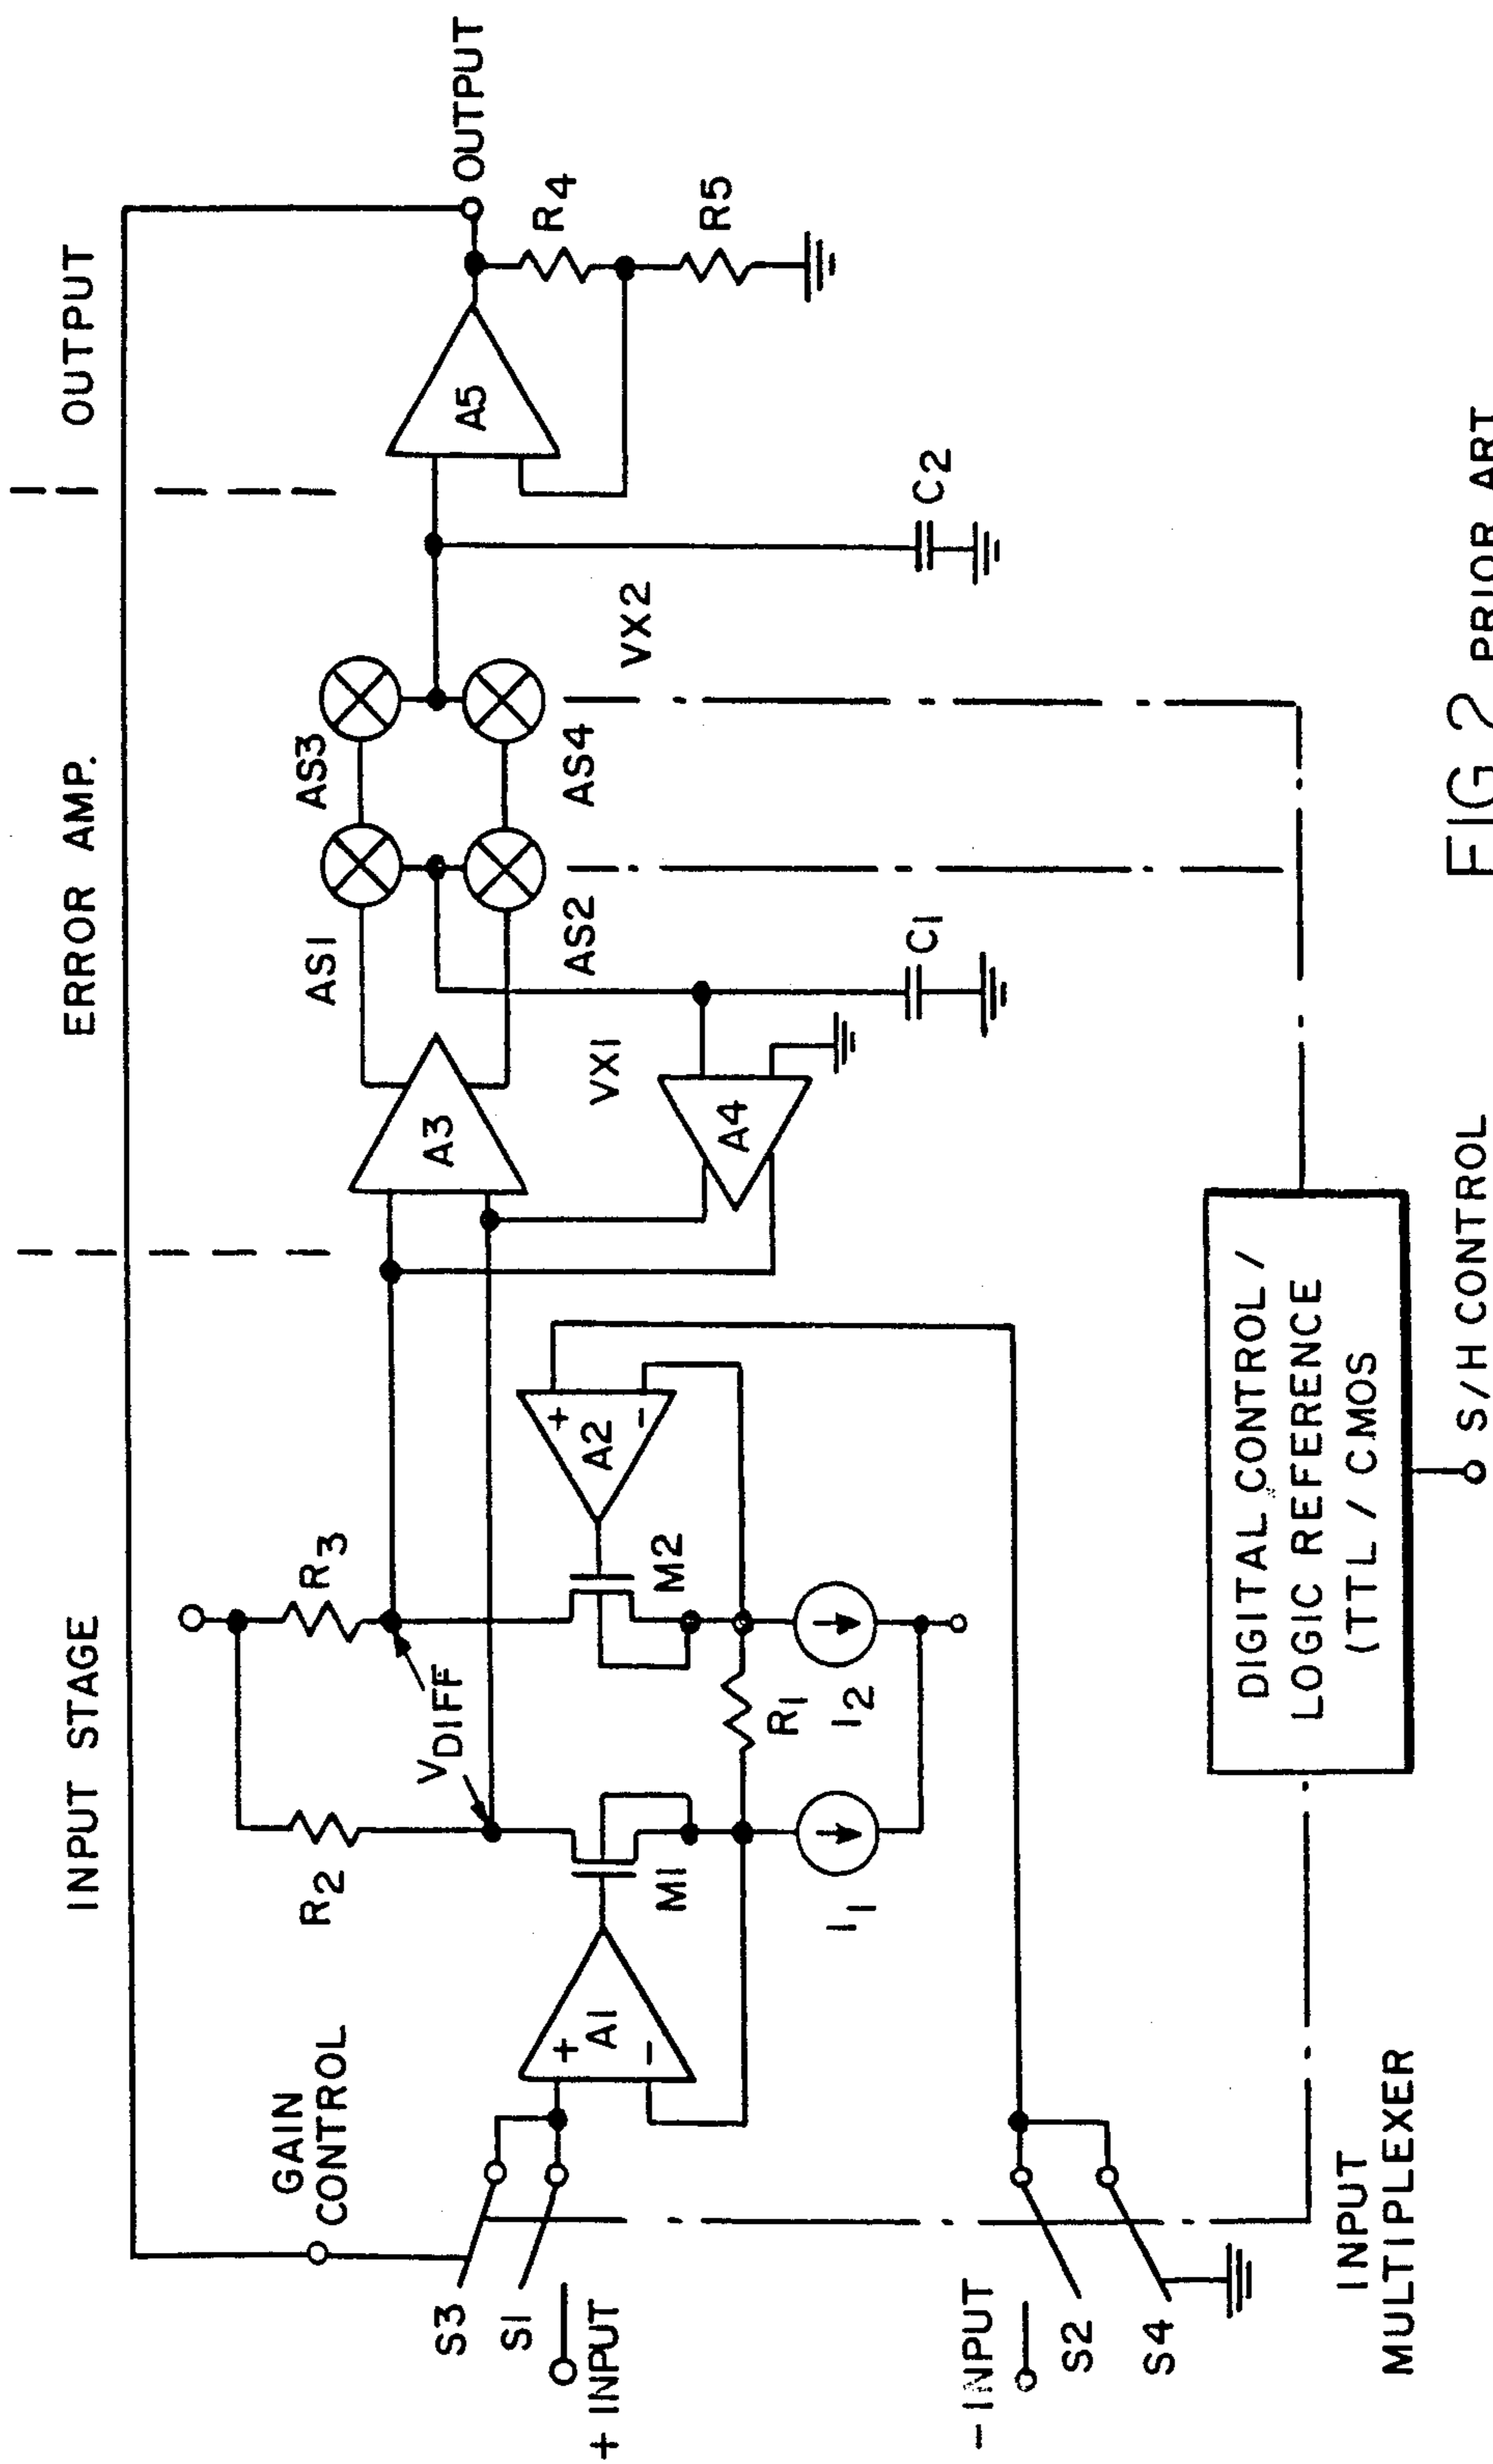 INPUT STAGE
ERROR AMP.
OUTPUT
GAIN
CONTROL
R2
R3
VDIFF
S3
S1
+ INPUT
A1
+
−
M1
M2
A2
+
−
R1
I1
I2
A3
A4
VX1
C1
AS1
AS2
AS3
AS4
VX2
C2
A5
R4
R5
OUTPUT
− INPUT
S2
S4
INPUT
MULTIPLEXER
DIGITAL CONTROL /
LOGIC REFERENCE
(TTL / CMOS
S/H CONTROL
FIG 2 PRIOR ART